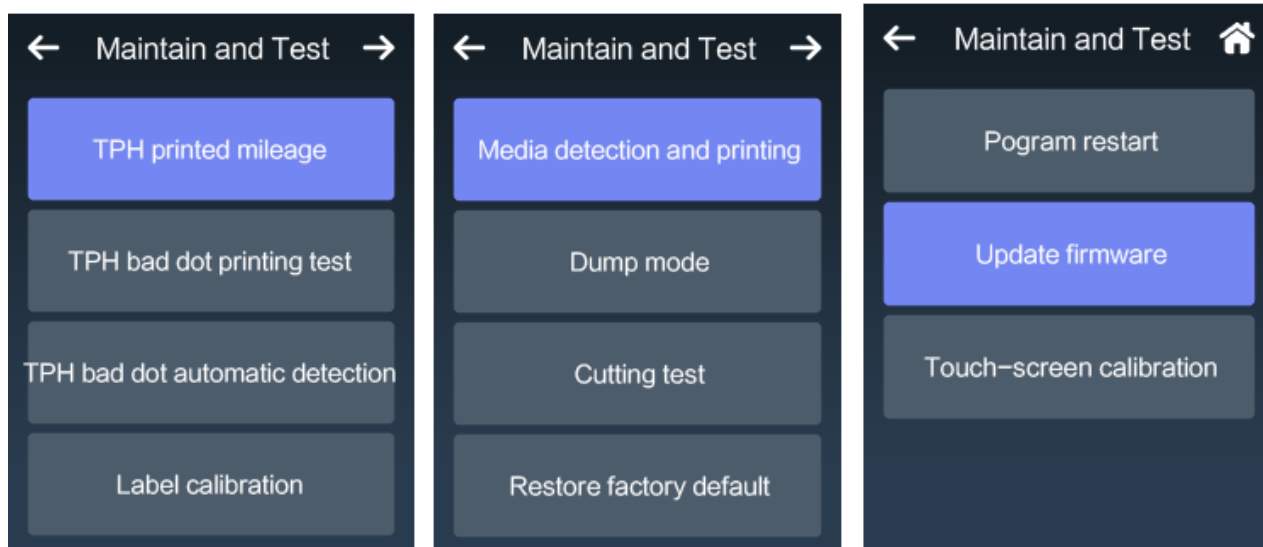 Maintain and Test
TPH printed mileage
TPH bad dot printing test
TPH bad dot automatic detection
Label calibration
Maintain and Test
Media detection and printing
Dump mode
Cutting test
Restore factory default
Maintain and Test
Pogram restart
Update firmware
Touch-screen calibration